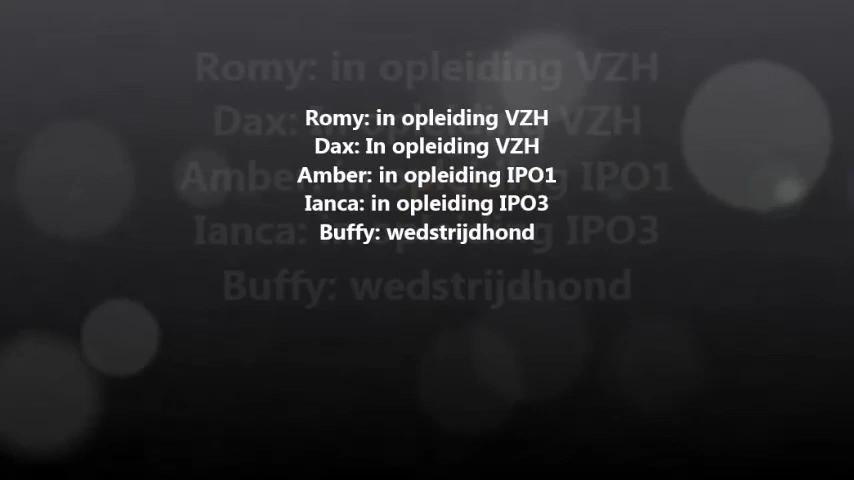 Romy: in opleiding VZH
Dax: In opleiding VZH
Amber: in opleiding IPO1
Ianca: in opleiding IPO3
Buffy: wedstrijdhond